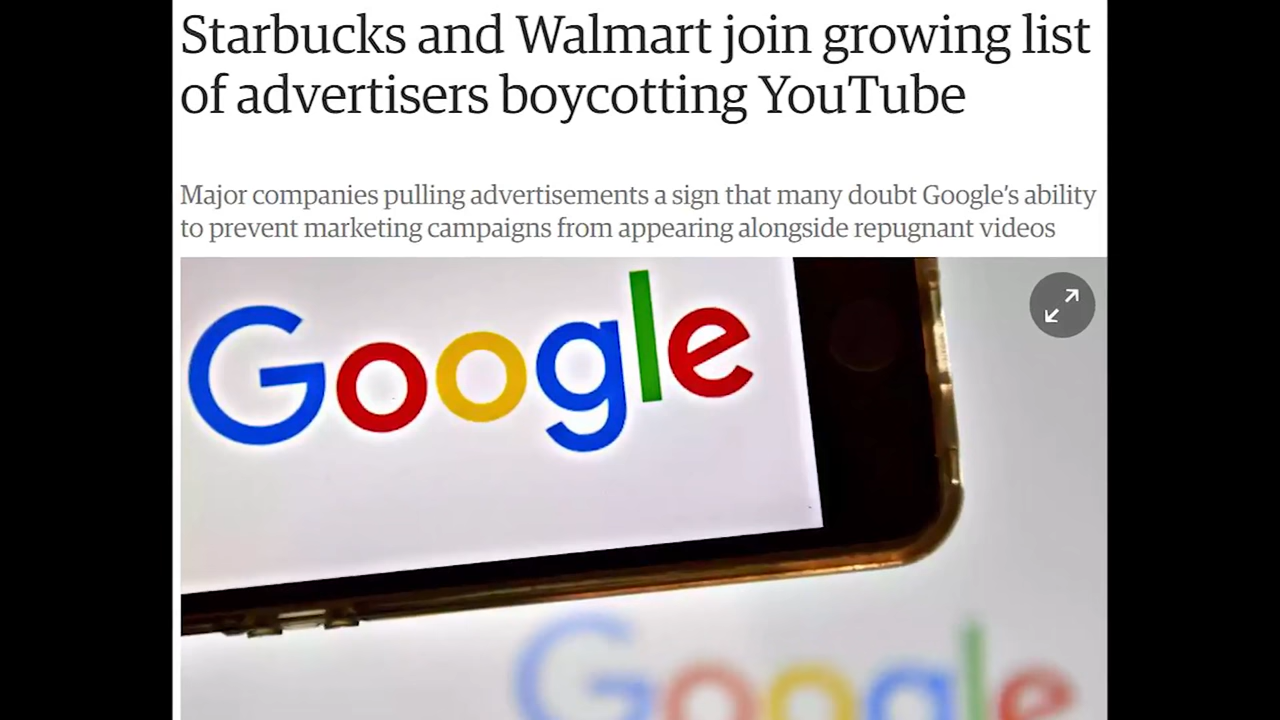 Starbucks and Walmart join growing list
of advertisers boycotting YouTube
Major companies pulling advertisements a sign that many doubt Google's ability
to prevent marketing campaigns from appearing alongside repugnant videos
Google
Google